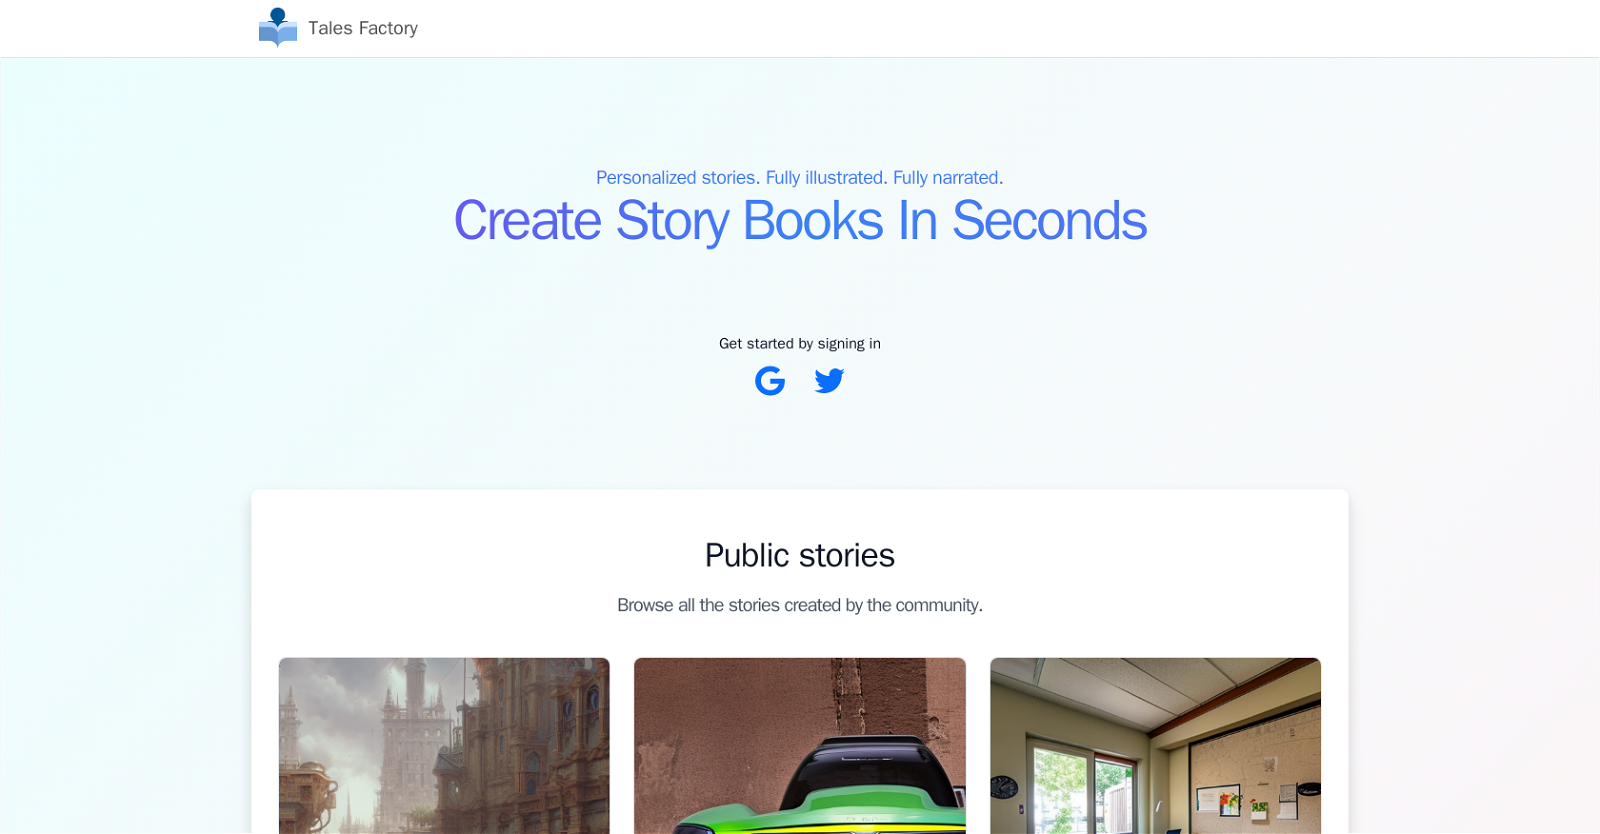 Tales Factory
Personalized stories. Fully illustrated. Fully narrated.
Create Story Books In Seconds
Get started by signing in
Public stories
Browse all the stories created by the community.